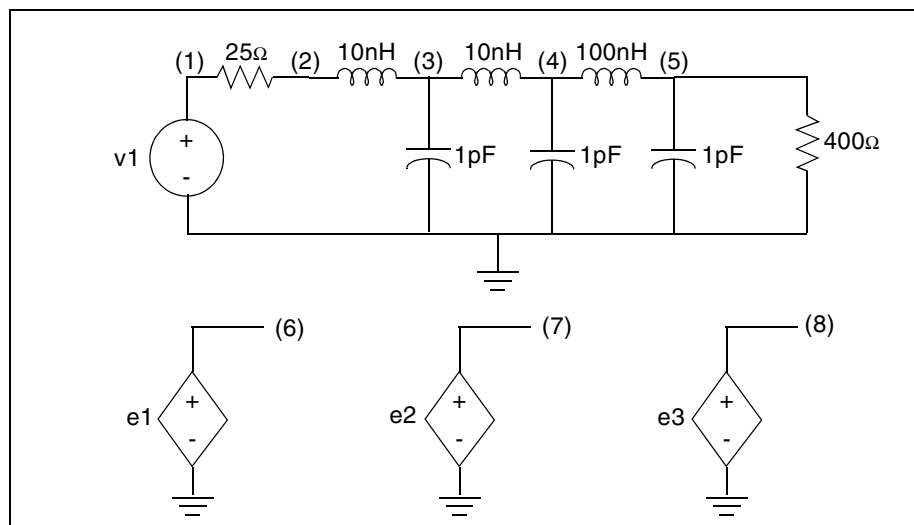 (1) 25Ω (2) 10nH (3) 10nH (4) 100nH (5)
v1 + - 1pF 1pF 1pF 400Ω
(6) (7) (8)
e1 + - e2 + - e3 + -